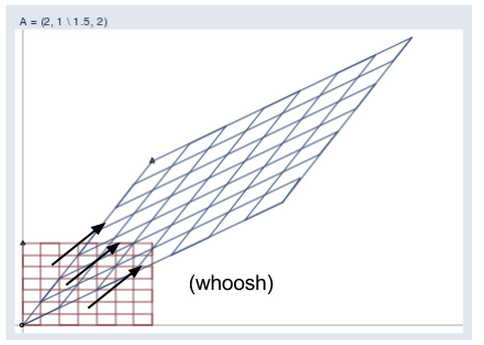 A = (2, 1 \ 1.5, 2)
(whoosh)